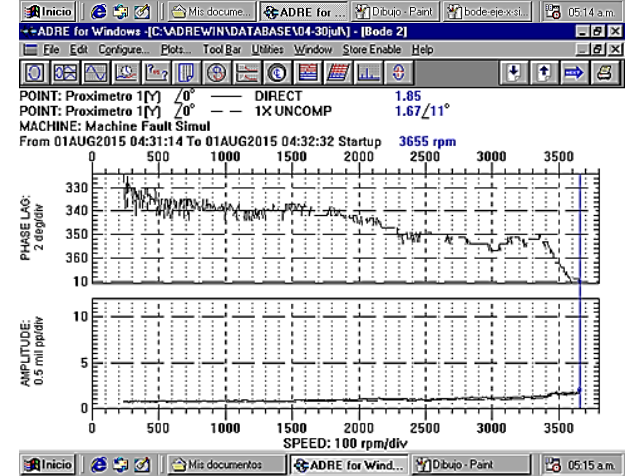 Inicio Mis docume... ADRE for ... Dibujo - Paint bode-eje-x-si... 05:14 a.m.
ADRE for Windows -[C:\ADREWIN\DATABASE\04-30jul\] - [Bode 2]
File Edit Configure... Plots... Tool Bar Utilities Window Store Enable Help
POINT: Proximetro 1[Y] ∠0° DIRECT 1.85
POINT: Proximetro 1[Y] ∠0° 1X UNCOMP 1.67∠11°
MACHINE: Machine Fault Simul
From 01AUG2015 04:31:14 To 01AUG2015 04:32:32 Startup 3655 rpm
0 500 1000 1500 2000 2500 3000 3500
PHASE LAG:
2 deg/div
330
340
350
360
10
AMPLITUDE:
0.5 mil pp/div
10
5
0
0 500 1000 1500 2000 2500 3000 3500
SPEED: 100 rpm/div
Inicio Mis documentos ADRE for Wind... Dibujo - Paint 05:15 a.m.